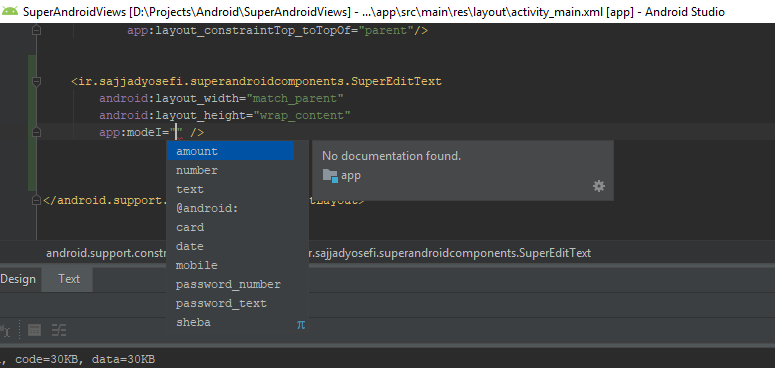 SuperAndroidViews [D:\Projects\Android\SuperAndroidViews] - ...\app\src\main\res\layout\activity_main.xml [app] - Android Studio
app:layout_constraintTop_toTopOf="parent"/>
<ir.sajjadyosefi.superandroidcomponents.SuperEditText
android:layout_width="match_parent"
android:layout_height="wrap_content"
app:modeI="" />
amount
number
text
@android:
card
date
mobile
password_number
password_text
sheba π
No documentation found.
app
</android.support. tLayout>
android.support.constr r.sajjadyosefi.superandroidcomponents.SuperEditText
Design Text
, code=30KB, data=30KB